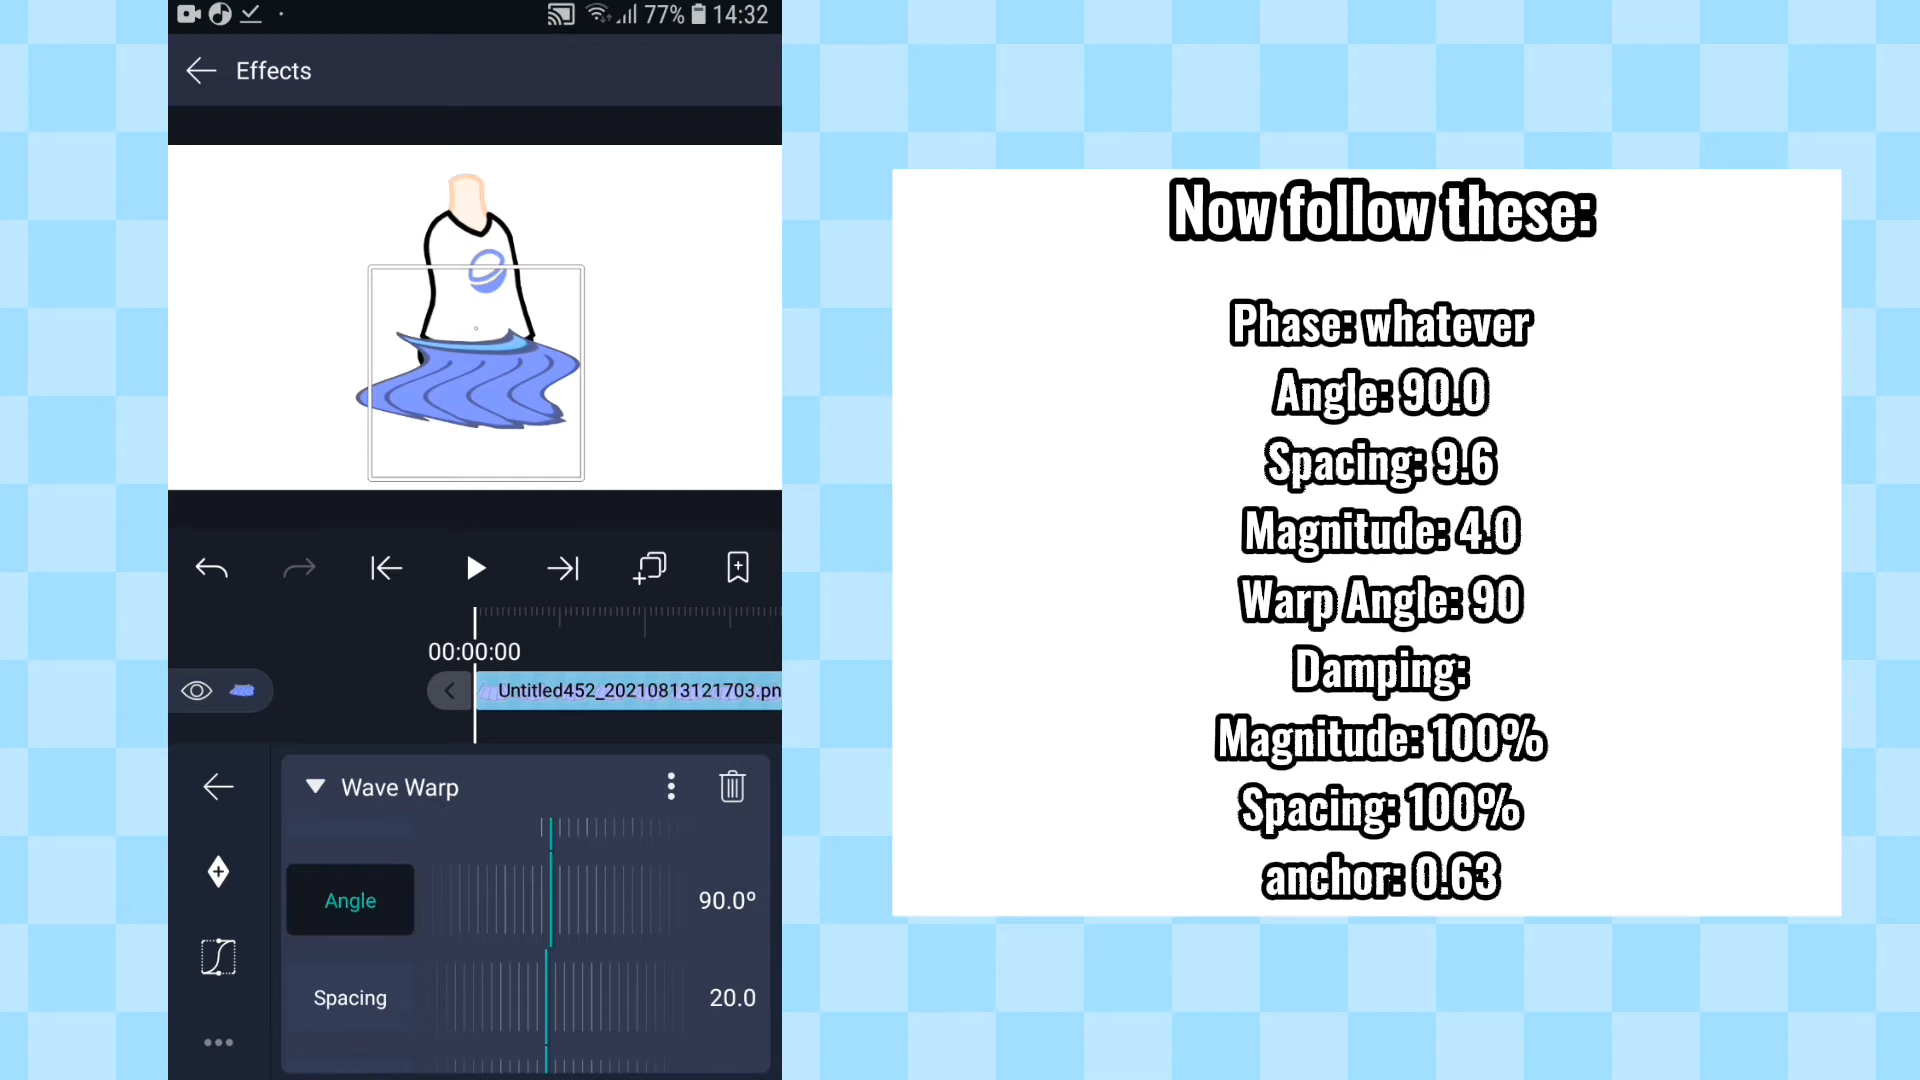 77% 14:32
Effects
00:00:00
Untitled452_20210813121703.pn
Wave Warp
Angle 90.0°
Spacing 20.0
Now follow these:
Phase: whatever
Angle: 90.0
Spacing: 9.6
Magnitude: 4.0
Warp Angle: 90
Damping:
Magnitude: 100%
Spacing: 100%
anchor: 0.63